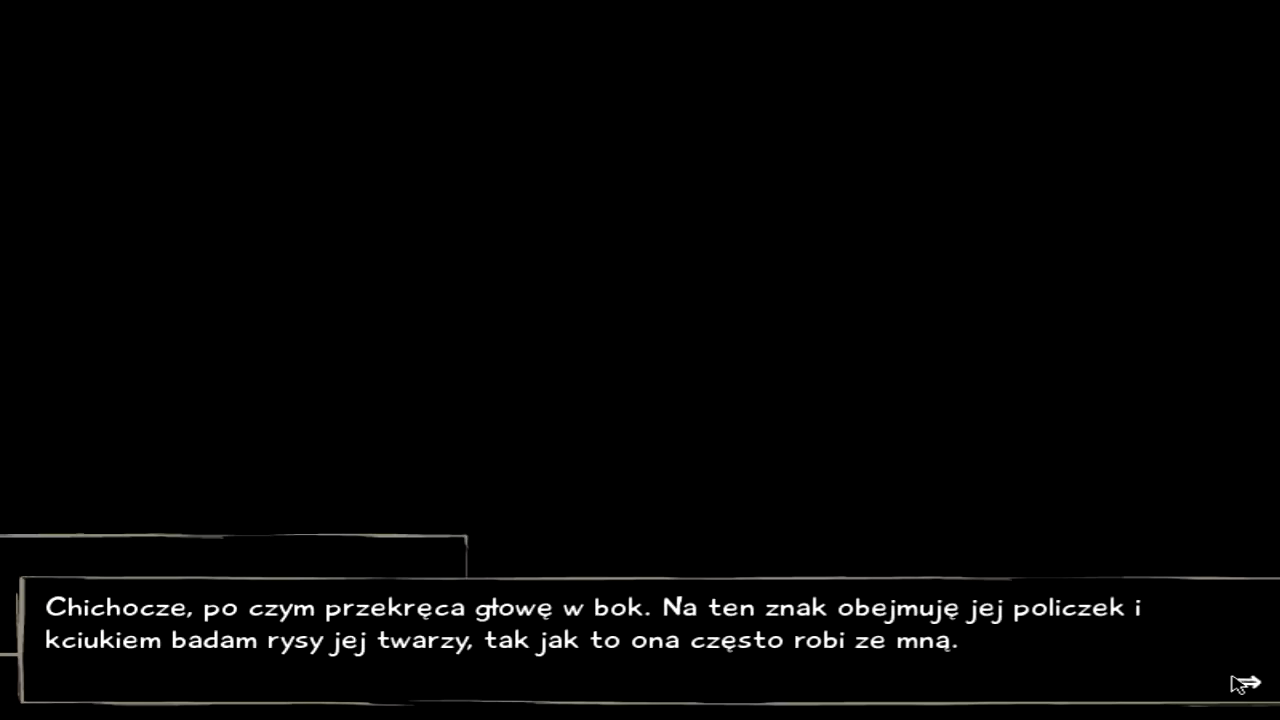 Chichocze, po czym przekręca głowę w bok. Na ten znak obejmuję jej policzek i
kciukiem badam rysy jej twarzy, tak jak to ona często robi ze mną.